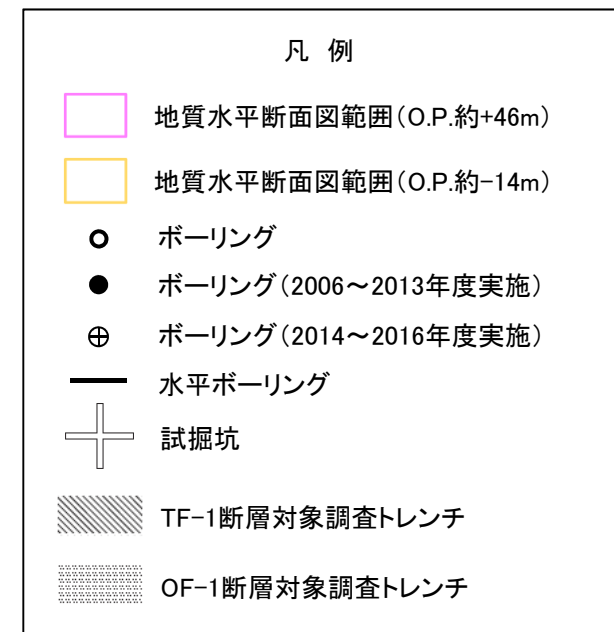 凡 例
地質水平断面図範囲（O.P.約+46m）
地質水平断面図範囲（O.P.約-14m）
ボーリング
ボーリング（2006～2013年度実施）
ボーリング（2014～2016年度実施）
水平ボーリング
試掘坑
TF-1断層対象調査トレンチ
OF-1断層対象調査トレンチ